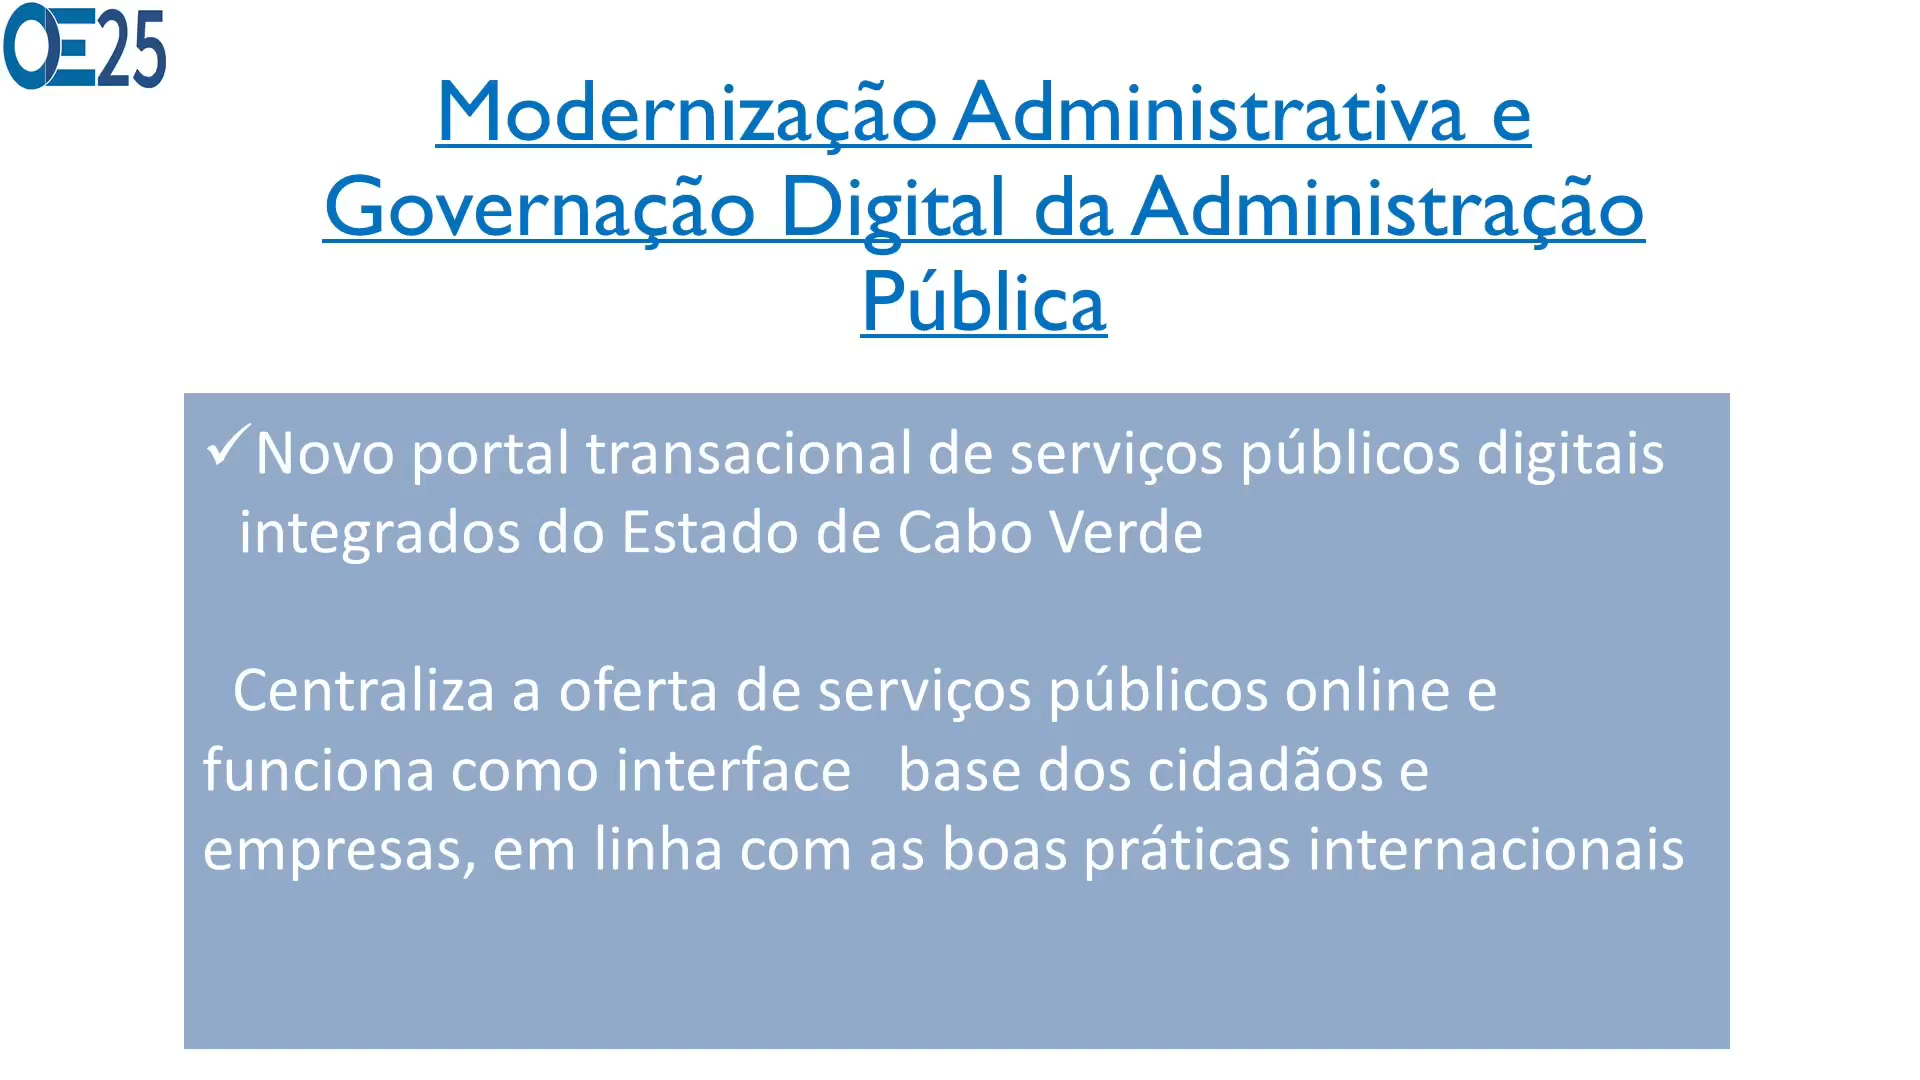 OE25
Modernização Administrativa e
Governação Digital da Administração
Pública
✓Novo portal transacional de serviços públicos digitais
integrados do Estado de Cabo Verde
Centraliza a oferta de serviços públicos online e
funciona como interface base dos cidadãos e
empresas, em linha com as boas práticas internacionais